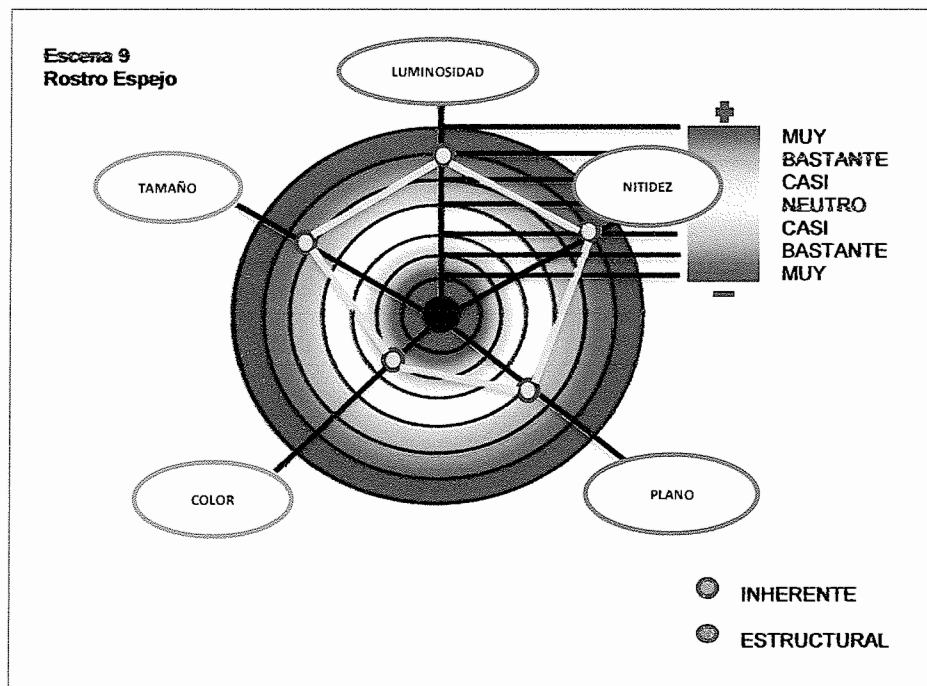 Escena 9
Rostro Espejo
LUMINOSIDAD
TAMAÑO
NITIDEZ
COLOR
PLANO
+
MUY
BASTANTE
CASI
NEUTRO
CASI
BASTANTE
MUY
-
INHERENTE
ESTRUCTURAL